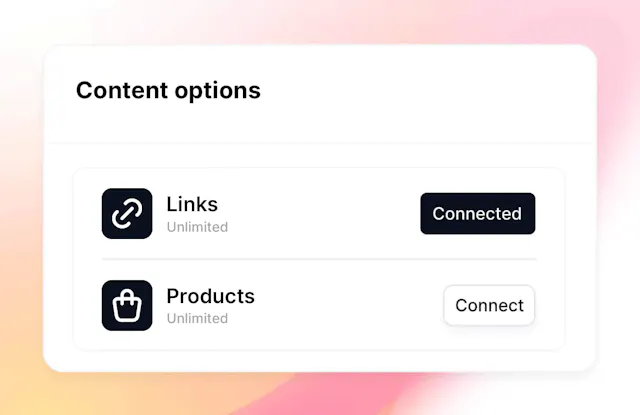 Content options
Links
Unlimited
Connected
Products
Unlimited
Connect